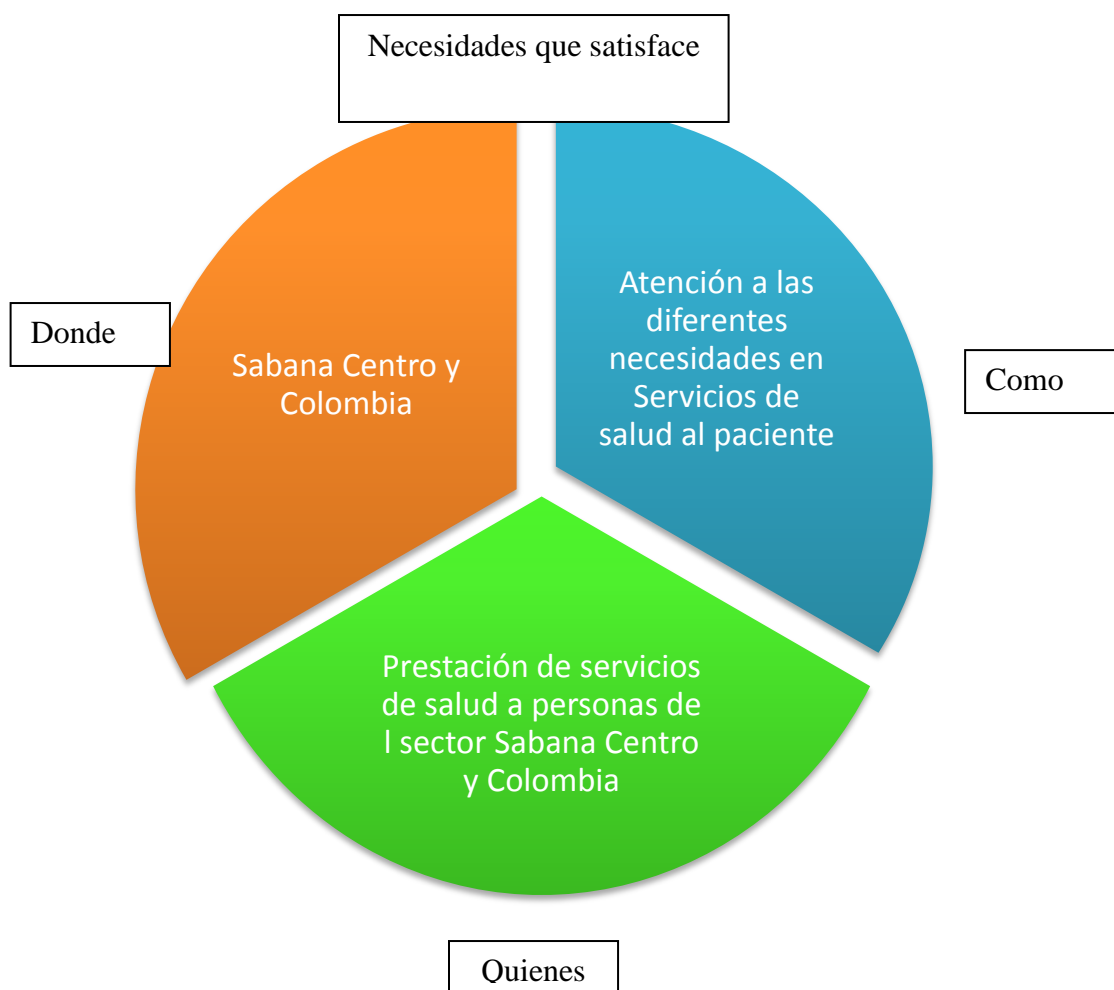 Necesidades que satisface
Donde
Sabana Centro y
Colombia
Atención a las
diferentes
necesidades en
Servicios de
salud al paciente
Como
Prestación de servicios
de salud a personas de
l sector Sabana Centro
y Colombia
Quienes